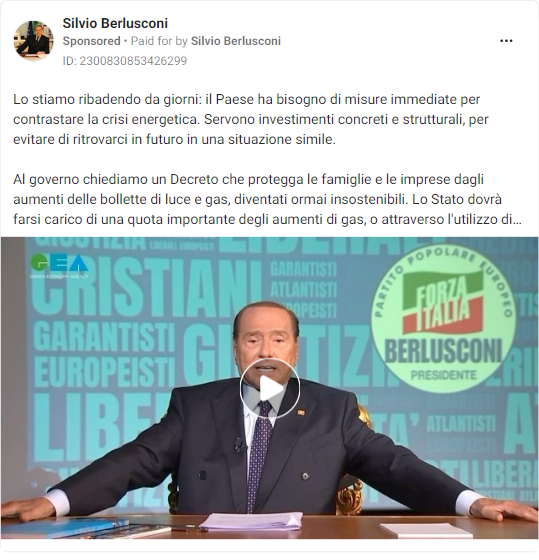 Silvio Berlusconi
Sponsored • Paid for by Silvio Berlusconi
ID: 2300830853426299
Lo stiamo ribadendo da giorni: il Paese ha bisogno di misure immediate per
contrastare la crisi energetica. Servono investimenti concreti e strutturali, per
evitare di ritrovarci in futuro in una situazione simile.
Al governo chiediamo un Decreto che protegga le famiglie e le imprese dagli
aumenti delle bollette di luce e gas, diventati ormai insostenibili. Lo Stato dovrà
farsi carico di una quota importante degli aumenti di gas, o attraverso l'utilizzo di...
GEA
GREEN ECONOMY AGENCY
GIUSTIZIA
LIBERALI
EUROPEISTI
CRISTIANI
GARANTISTI
ATLANTISTI
GARANTISTI
EUROPEISTI
GIUSTIZIA
LIBER
ATLANTISTI
EUROPEISTI
LIBERALI
PARTITO POPOLARE EUROPEO
FORZA
ITALIA
BERLUSCONI
PRESIDENTE